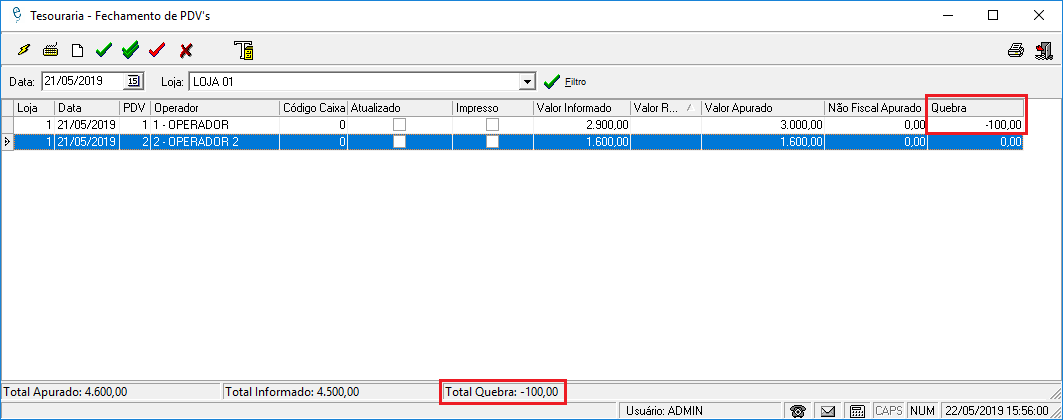 Tesouraria - Fechamento de PDV's
Data: 21/05/2019 15 Loja: LOJA 01 Filtro
Loja Data PDV Operador Código Caixa Atualizado Impresso Valor Informado Valor R... Valor Apurado Não Fiscal Apurado Quebra
1 21/05/2019 1 1 - OPERADOR 0 2.900,00 3.000,00 0,00 -100,00
1 21/05/2019 2 2 - OPERADOR 2 0 1.600,00 1.600,00 0,00 0,00
Total Apurado: 4.600,00 Total Informado: 4.500,00 Total Quebra: -100,00
Usuário: ADMIN CAPS NUM 22/05/2019 15:56:00